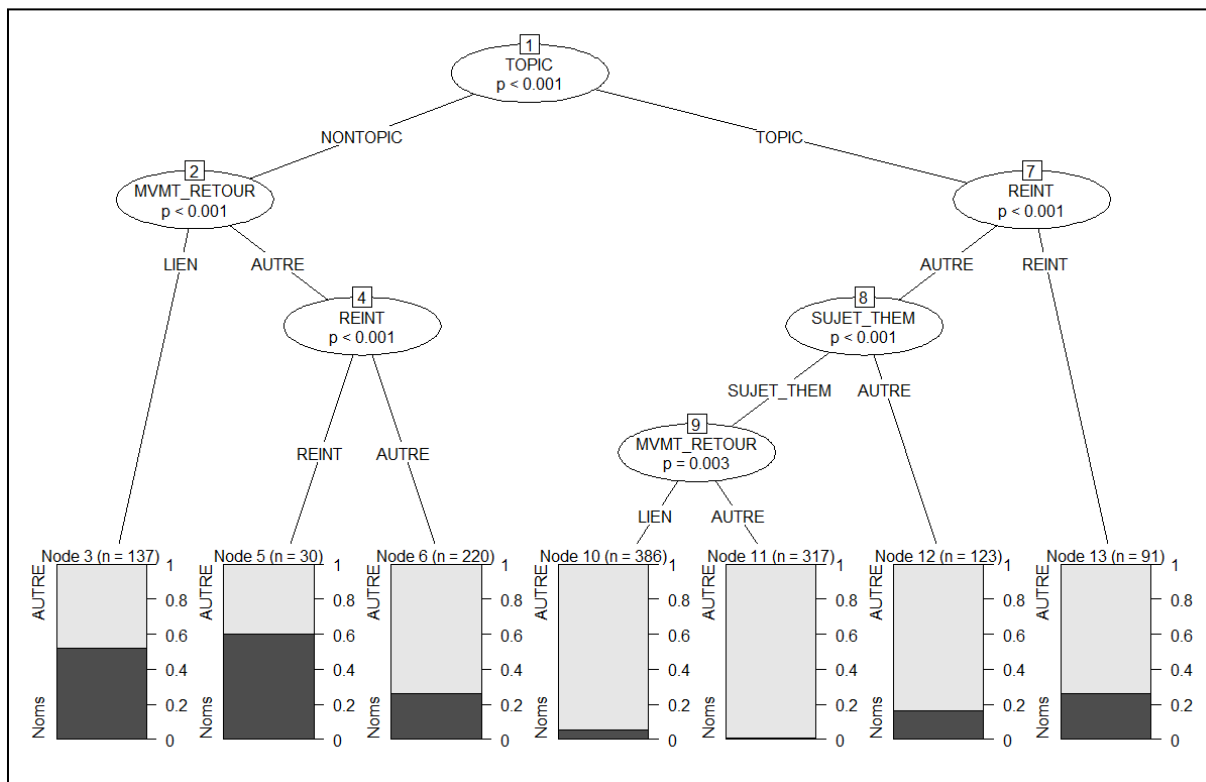 1
TOPIC
p < 0.001
NONTOPIC
TOPIC
2
MVMT_RETOUR
p < 0.001
7
REINT
p < 0.001
LIEN
AUTRE
AUTRE
REINT
4
REINT
p < 0.001
8
SUJET_THEM
p < 0.001
REINT
AUTRE
SUJET_THEM
AUTRE
9
MVMT_RETOUR
p = 0.003
LIEN
AUTRE
Node 3 (n = 137)
AUTRE
Noms
1
0.8
0.6
0.4
0.2
0
Node 5 (n = 30)
AUTRE
Noms
1
0.8
0.6
0.4
0.2
0
Node 6 (n = 220)
AUTRE
Noms
1
0.8
0.6
0.4
0.2
0
Node 10 (n = 386)
AUTRE
Noms
1
0.8
0.6
0.4
0.2
0
Node 11 (n = 317)
AUTRE
Noms
1
0.8
0.6
0.4
0.2
0
Node 12 (n = 123)
AUTRE
Noms
1
0.8
0.6
0.4
0.2
0
Node 13 (n = 91)
AUTRE
Noms
1
0.8
0.6
0.4
0.2
0